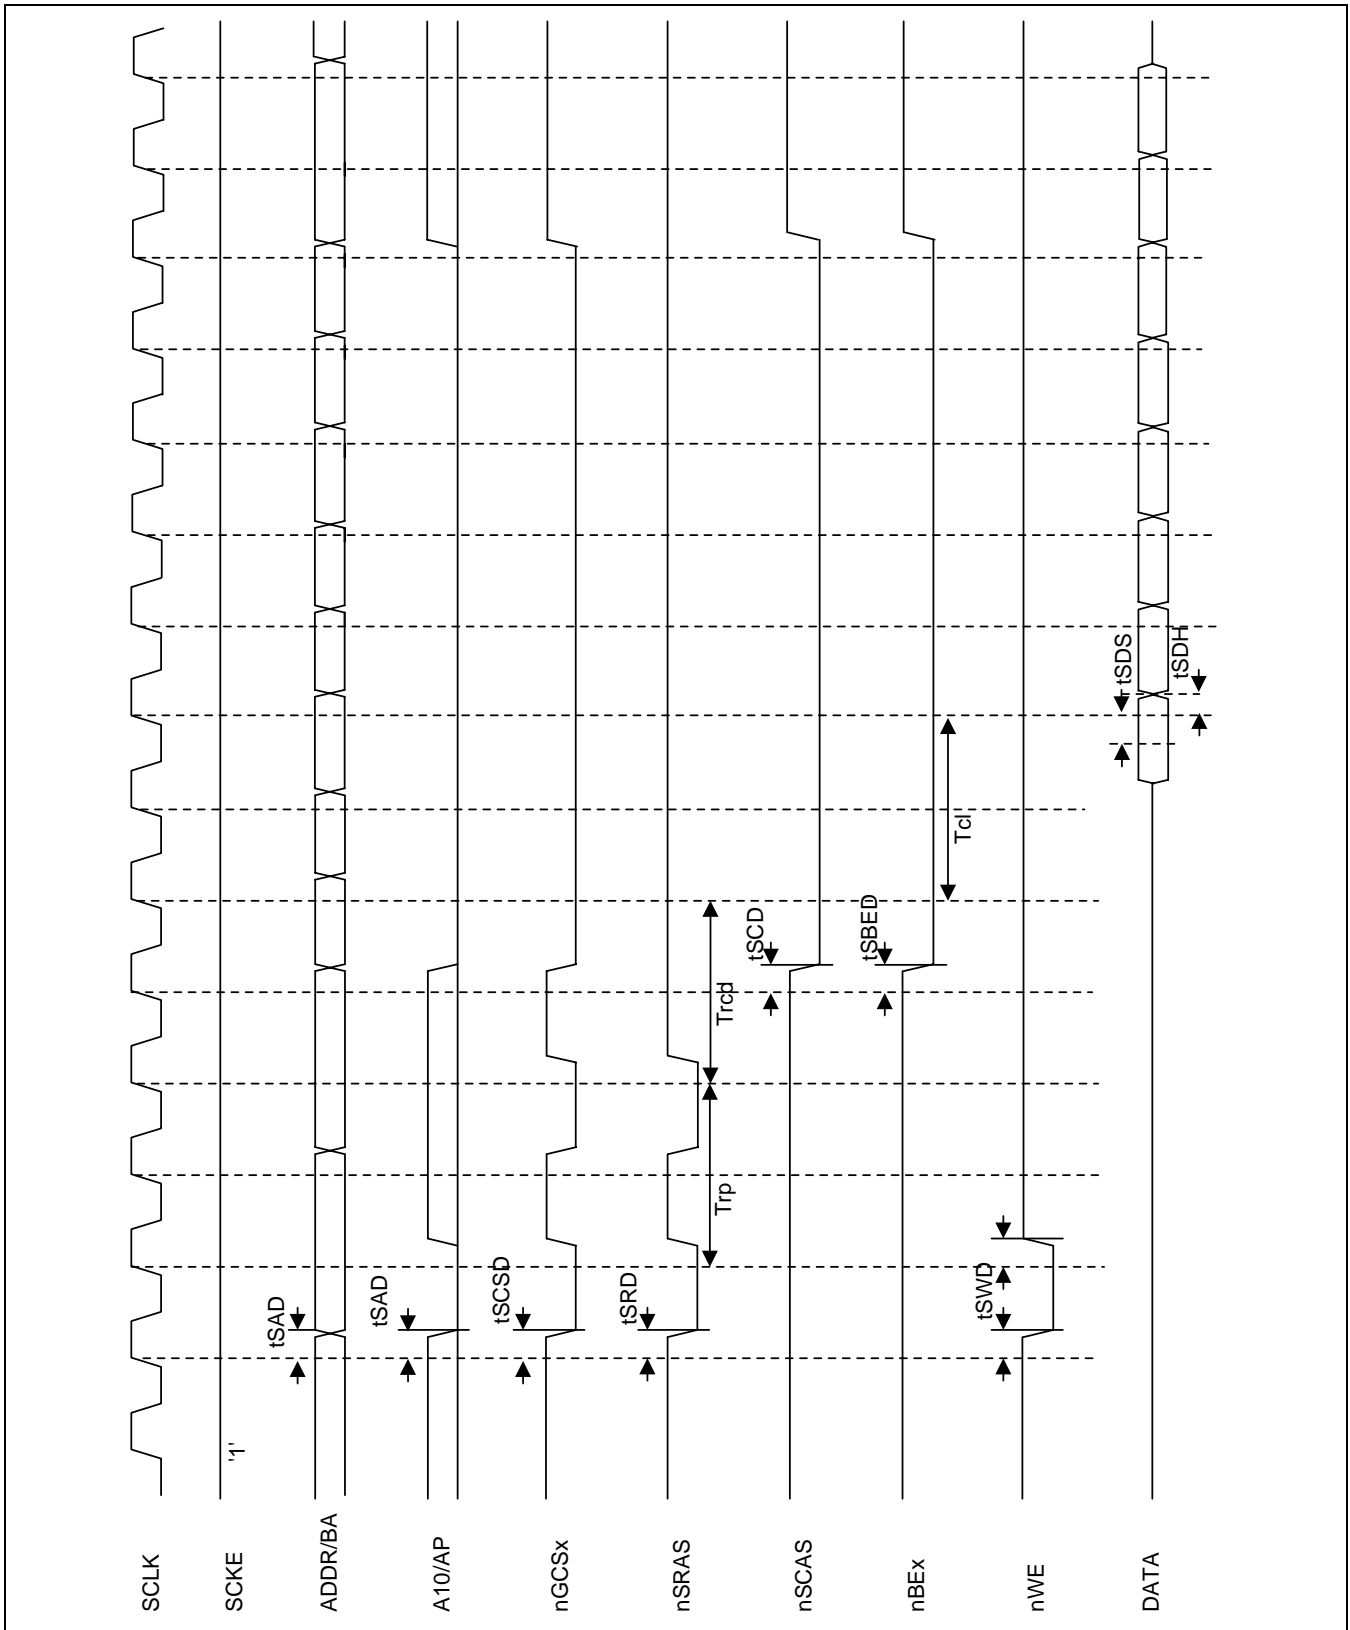 SCLK
SCKE
'1'
ADDR/BA
tSAD
A10/AP
tSAD
nGCSx
tSCSD
nSRAS
tSRD
Trp
Trcd
nSCAS
tSCD
nBEx
tSBED
Tcl
nWE
tSWD
DATA
tSDS
tSDH